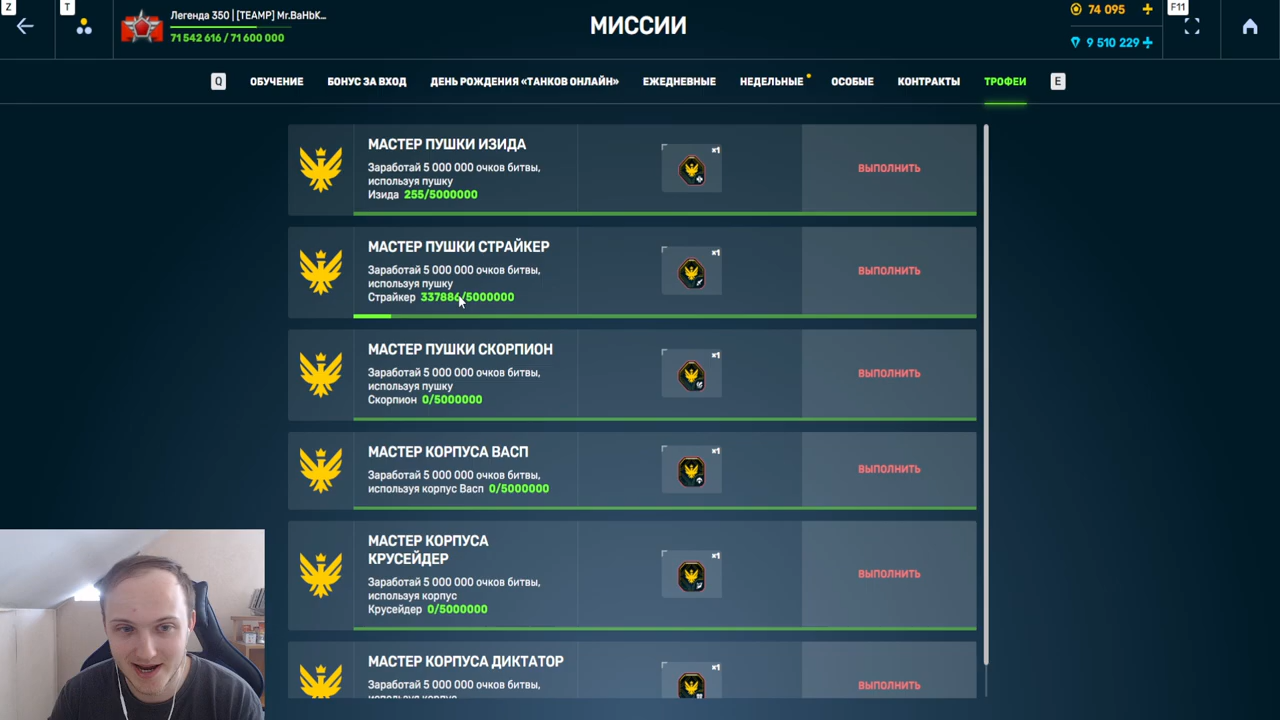 Z
T
Легенда 350 | [TEAMP] Mr.BaHbK...
71 542 616 / 71 600 000
МИССИИ
74 095
9 510 229
F11
Q
ОБУЧЕНИЕ
БОНУС ЗА ВХОД
ДЕНЬ РОЖДЕНИЯ «ТАНКОВ ОНЛАЙН»
ЕЖЕДНЕВНЫЕ
НЕДЕЛЬНЫЕ
ОСОБЫЕ
КОНТРАКТЫ
ТРОФЕИ
E
МАСТЕР ПУШКИ ИЗИДА
Заработай 5 000 000 очков битвы,
используя пушку
Изида 255/5000000
x1
ВЫПОЛНИТЬ
МАСТЕР ПУШКИ СТРАЙКЕР
Заработай 5 000 000 очков битвы,
используя пушку
Страйкер 337886/5000000
x1
ВЫПОЛНИТЬ
МАСТЕР ПУШКИ СКОРПИОН
Заработай 5 000 000 очков битвы,
используя пушку
Скорпион 0/5000000
x1
ВЫПОЛНИТЬ
МАСТЕР КОРПУСА ВАСП
Заработай 5 000 000 очков битвы,
используя корпус Васп 0/5000000
x1
ВЫПОЛНИТЬ
МАСТЕР КОРПУСА
КРУСЕЙДЕР
Заработай 5 000 000 очков битвы,
используя корпус
Крусейдер 0/5000000
x1
ВЫПОЛНИТЬ
МАСТЕР КОРПУСА ДИКТАТОР
Заработай 5 000 000 очков битвы,
используя корпус
x1
ВЫПОЛНИТЬ